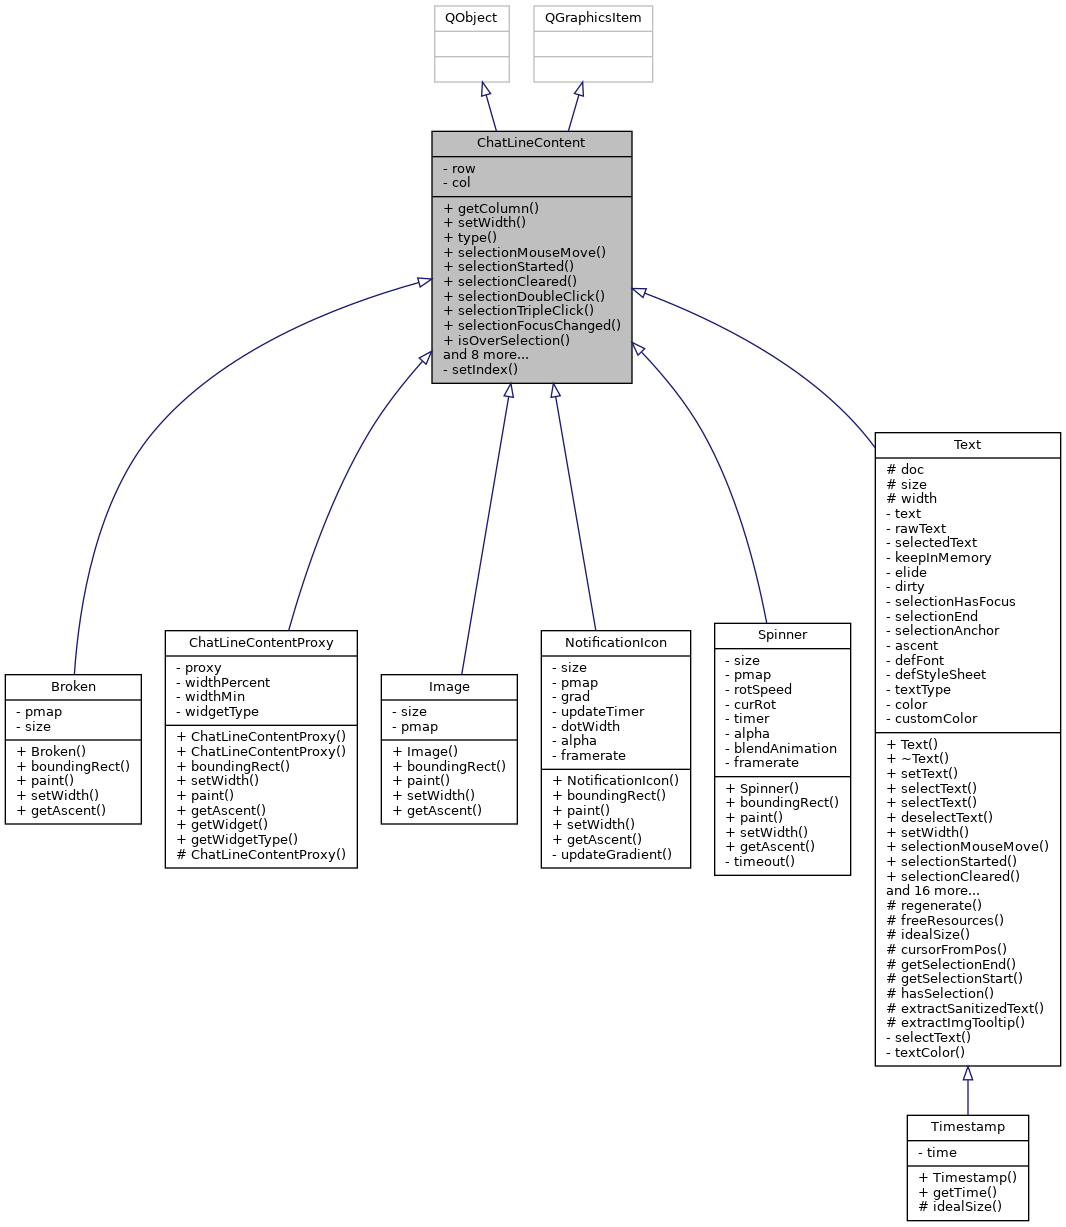 QObject
QGraphicsItem
ChatLineContent
- row
- col
+ getColumn()
+ setWidth()
+ type()
+ selectionMouseMove()
+ selectionStarted()
+ selectionCleared()
+ selectionDoubleClick()
+ selectionTripleClick()
+ selectionFocusChanged()
+ isOverSelection()
and 8 more...
- setIndex()
Broken
- pmap
- size
+ Broken()
+ boundingRect()
+ paint()
+ setWidth()
+ getAscent()
ChatLineContentProxy
- proxy
- widthPercent
- widthMin
- widgetType
+ ChatLineContentProxy()
+ ChatLineContentProxy()
+ boundingRect()
+ setWidth()
+ paint()
+ getAscent()
+ getWidget()
+ getWidgetType()
# ChatLineContentProxy()
Image
- size
- pmap
+ Image()
+ boundingRect()
+ paint()
+ setWidth()
+ getAscent()
NotificationIcon
- size
- pmap
- grad
- updateTimer
- dotWidth
- alpha
- framerate
+ NotificationIcon()
+ boundingRect()
+ paint()
+ setWidth()
+ getAscent()
- updateGradient()
Spinner
- size
- pmap
- rotSpeed
- curRot
- timer
- alpha
- blendAnimation
- framerate
+ Spinner()
+ boundingRect()
+ paint()
+ setWidth()
+ getAscent()
- timeout()
Text
# doc
# size
# width
- text
- rawText
- selectedText
- keepInMemory
- elide
- dirty
- selectionHasFocus
- selectionEnd
- selectionAnchor
- ascent
- defFont
- defStyleSheet
- textType
- color
- customColor
+ Text()
+ ~Text()
+ setText()
+ selectText()
+ selectText()
+ deselectText()
+ setWidth()
+ selectionMouseMove()
+ selectionStarted()
+ selectionCleared()
and 16 more...
# regenerate()
# freeResources()
# idealSize()
# cursorFromPos()
# getSelectionEnd()
# getSelectionStart()
# hasSelection()
# extractSanitizedText()
# extractImgTooltip()
- selectText()
- textColor()
Timestamp
- time
+ Timestamp()
+ getTime()
# idealSize()